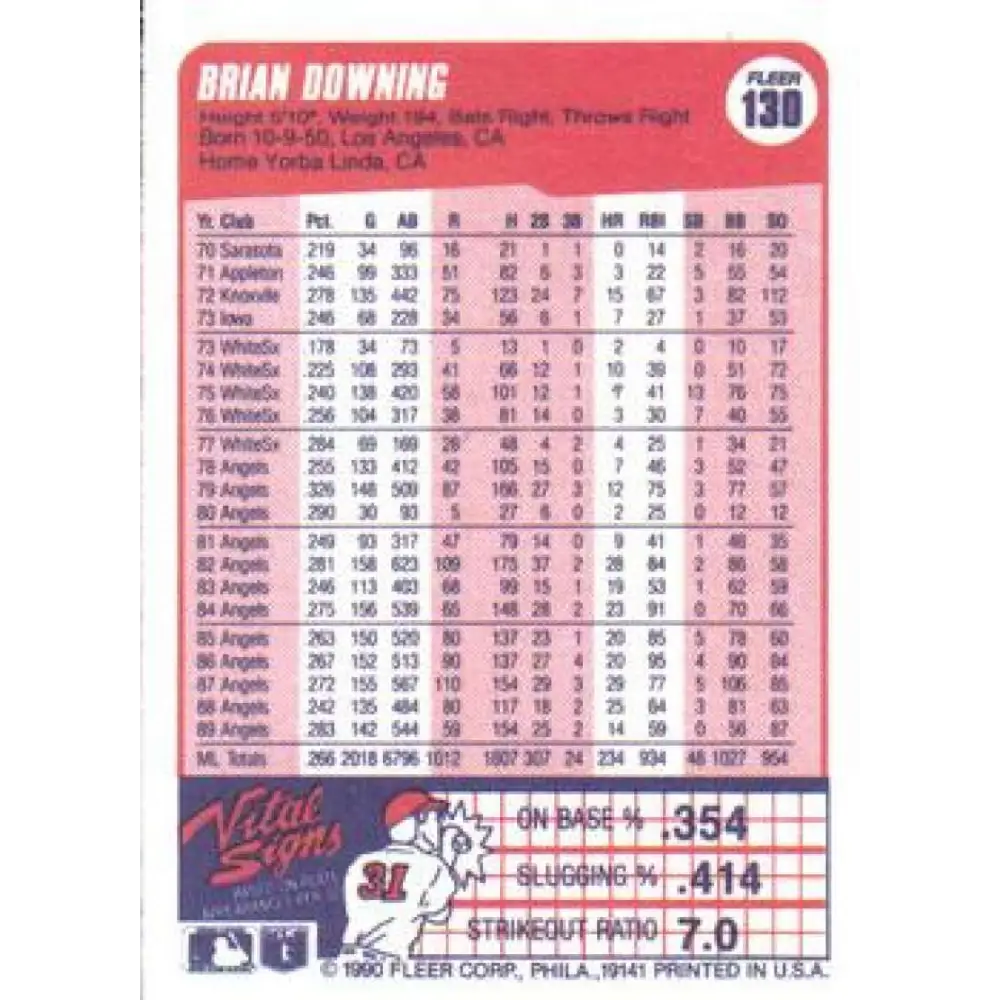 BRIAN DOWNING
FLEER
130
Height 5'10", Weight 194, Bats Right, Throws Right
Born 10-9-50, Los Angeles, CA
Home Yorba Linda, CA
Yr. Club Pct. G AB R H 2B 3B HR RBI SB BB SO
70 Sarasota .219 34 96 16 21 1 1 0 14 2 16 20
71 Appleton .246 99 333 51 82 5 3 3 22 5 55 54
72 Knoxville .278 135 442 75 123 24 7 15 67 3 82 112
73 Iowa .246 68 228 34 56 6 1 7 27 1 37 53
73 WhiteSx .178 34 73 5 13 1 0 2 4 0 10 17
74 WhiteSx .225 108 293 41 66 12 1 10 39 0 51 72
75 WhiteSx .240 138 420 58 101 12 1 7 41 13 76 75
76 WhiteSx .256 104 317 38 81 14 0 3 30 7 40 55
77 WhiteSx .284 69 169 28 48 4 2 4 25 1 34 21
78 Angels .255 133 412 42 105 15 0 7 46 3 52 47
79 Angels .326 148 509 87 166 27 3 12 75 3 77 57
80 Angels .290 30 93 5 27 6 0 2 25 0 12 12
81 Angels .249 93 317 47 79 14 0 9 41 1 46 35
82 Angels .281 158 623 109 175 37 2 28 84 2 86 58
83 Angels .246 113 403 68 99 15 1 19 53 1 62 59
84 Angels .275 156 539 65 148 28 2 23 91 0 70 66
85 Angels .263 150 520 80 137 23 1 20 85 5 78 60
86 Angels .267 152 513 90 137 27 4 20 95 4 90 84
87 Angels .272 155 567 110 154 29 3 29 77 5 106 85
88 Angels .242 135 484 80 117 18 2 25 64 3 81 63
89 Angels .283 142 544 59 154 25 2 14 59 0 56 87
ML Totals .266 2018 6796 1012 1807 307 24 234 934 48 1027 954
Vital Signs
31
ON BASE % .354
SLUGGING % .414
STRIKEOUT RATIO 7.0
© 1990 FLEER CORP., PHILA., 19141 PRINTED IN U.S.A.